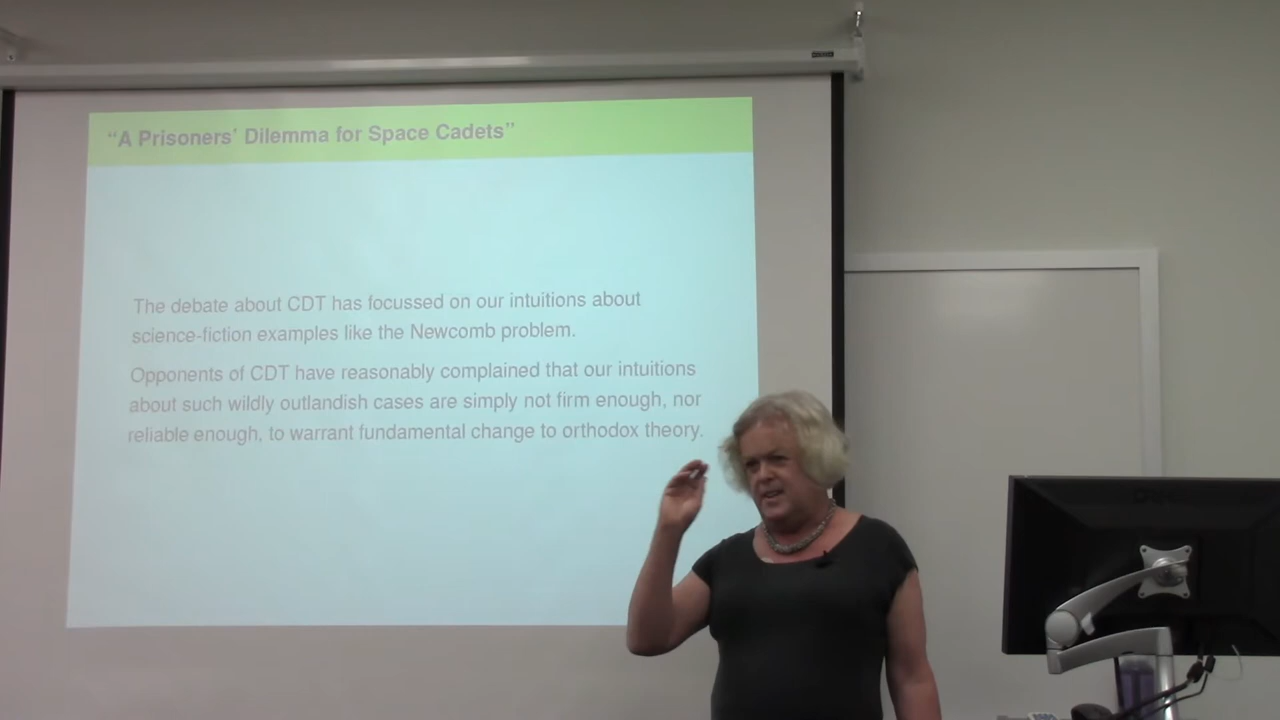 “A Prisoners’ Dilemma for Space Cadets”
The debate about CDT has focussed on our intuitions about
science-fiction examples like the Newcomb problem.
Opponents of CDT have reasonably complained that our intuitions
about such wildly outlandish cases are simply not firm enough, nor
reliable enough, to warrant fundamental change to orthodox theory.